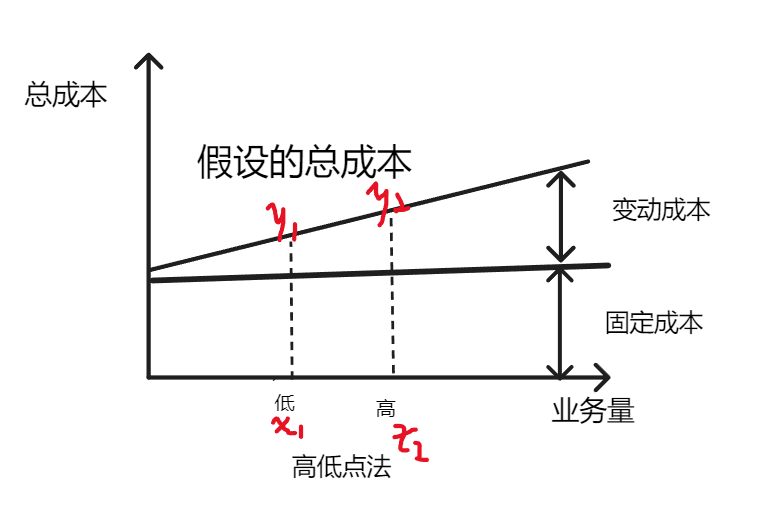 总成本
假设的总成本
y₁
y₂
变动成本
固定成本
低
高
x₁
x₂
业务量
高低点法